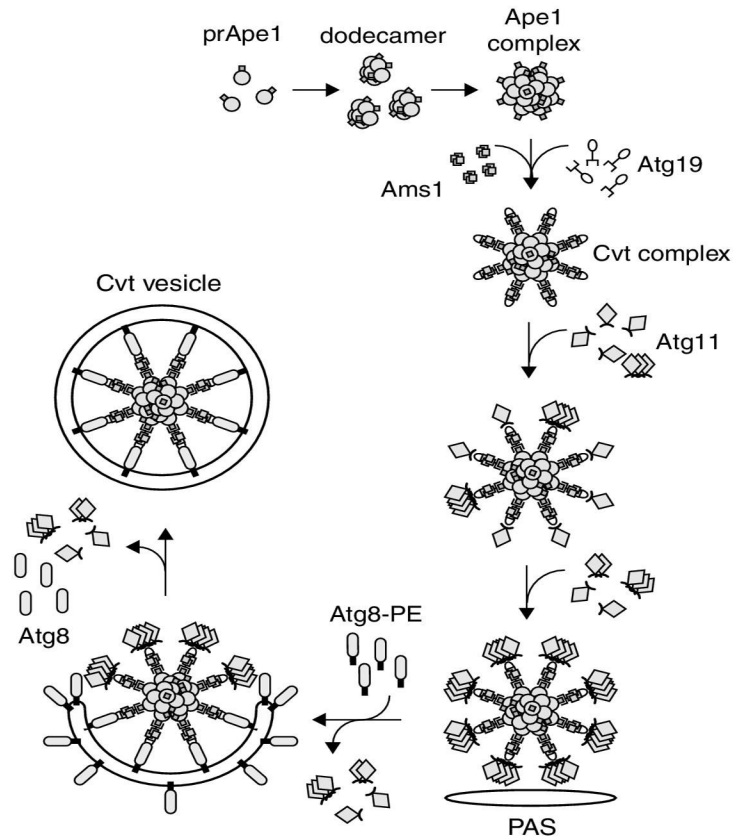 prApe1
dodecamer
Ape1
complex
Ams1
Atg19
Cvt complex
Cvt vesicle
Atg11
Atg8
Atg8-PE
PAS